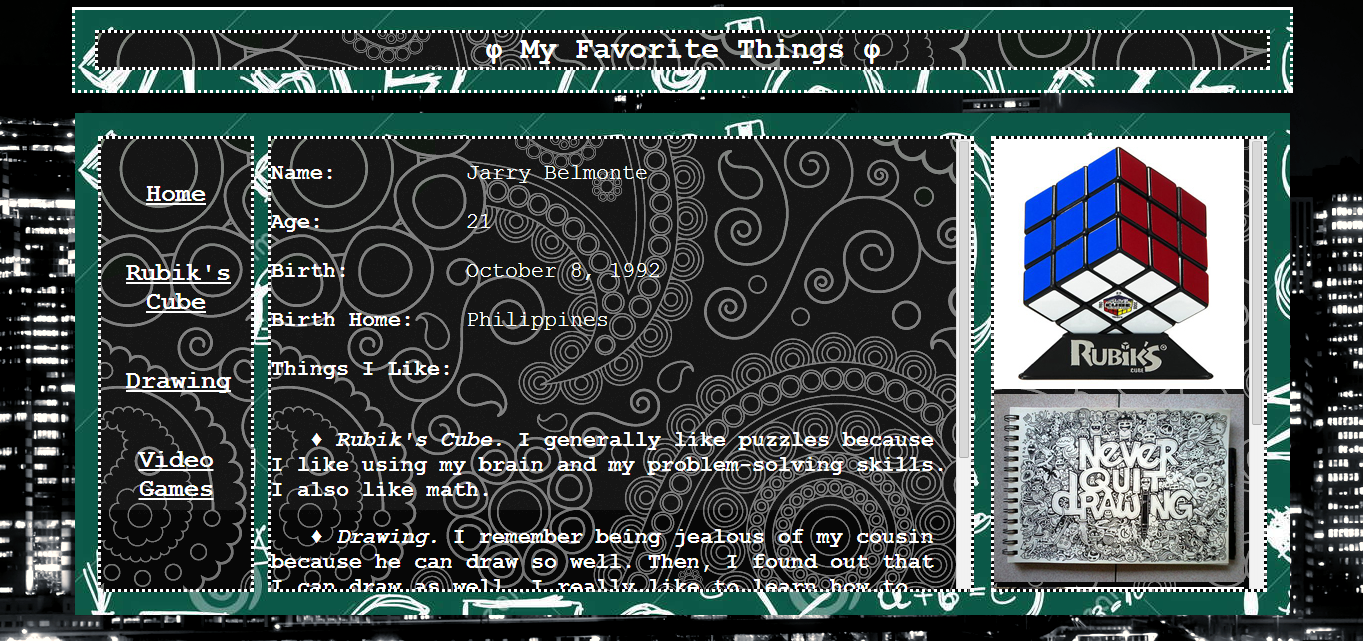 φ My Favorite Things φ
Home
Rubik's
Cube
Drawing
Video
Games
Name: Jarry Belmonte
Age: 21
Birth: October 8, 1992
Birth Home: Philippines
Things I Like:
♦ Rubik's Cube. I generally like puzzles because
I like using my brain and my problem-solving skills.
I also like math.
♦ Drawing. I remember being jealous of my cousin
because he can draw so well. Then, I found out that
I can draw as well. I really like to learn how to
RUBIK'S
CUBE
NEVER
QUIT
dRAWING
a+b=c